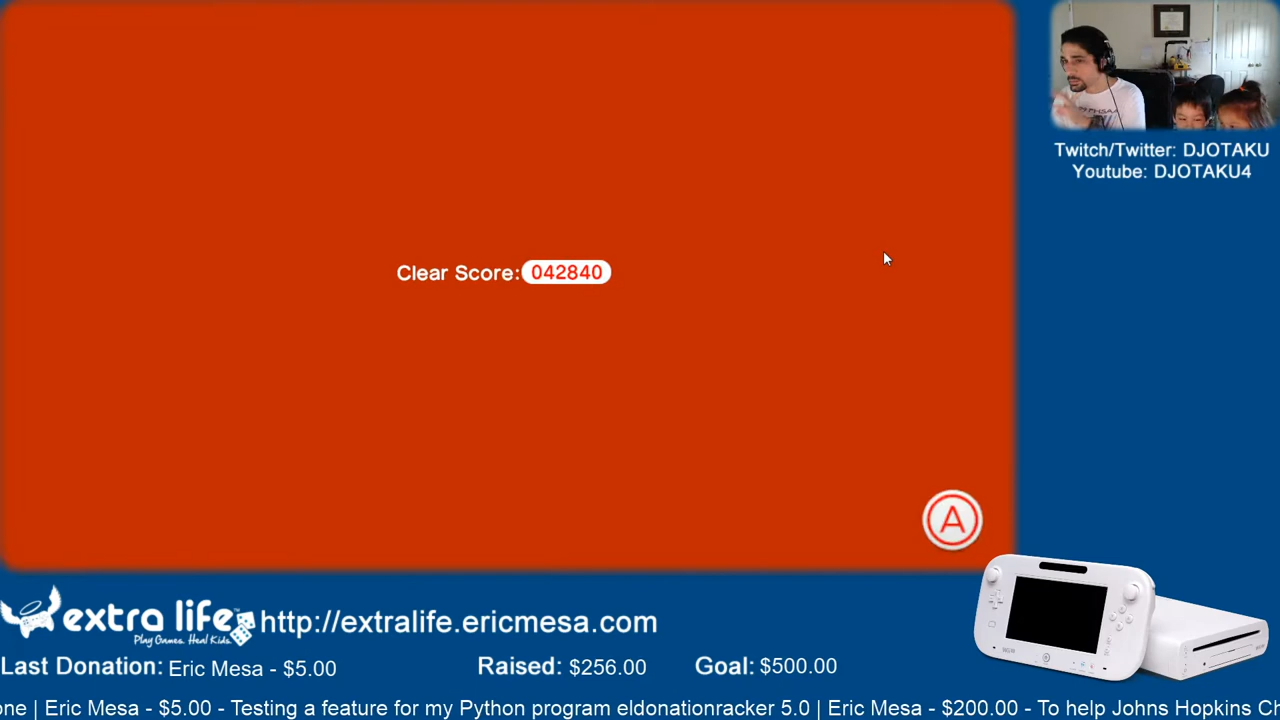 Twitch/Twitter: DJOTAKU
Youtube: DJOTAKU4
Clear Score: 042840
A
extra life
Play Games. Heal Kids.
http://extralife.ericmesa.com
Last Donation: Eric Mesa - $5.00 Raised: $256.00 Goal: $500.00
one | Eric Mesa - $5.00 - Testing a feature for my Python program eldonationracker 5.0 | Eric Mesa - $200.00 - To help Johns Hopkins Ch